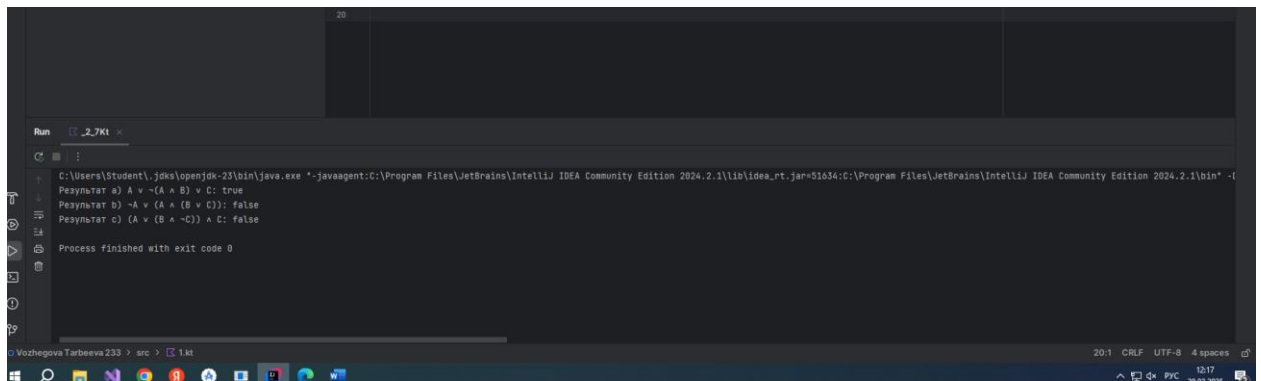 20
Run _2_7Kt ×
C:\Users\Student\.jdks\openjdk-23\bin\java.exe "-javaagent:C:\Program Files\JetBrains\IntelliJ IDEA Community Edition 2024.2.1\lib\idea_rt.jar=51634:C:\Program Files\JetBrains\IntelliJ IDEA Community Edition 2024.2.1\bin"
Результат a) A ∨ ¬(A ∧ B) ∨ C: true
Результат b) ¬A ∨ (A ∧ (B ∨ C)): false
Результат c) (A ∨ (B ∧ ¬C)) ∧ C: false
Process finished with exit code 0
Vozhegova Tarbeeva 233 > src > 1.kt
20:1 CRLF UTF-8 4 spaces
РУС 12:17